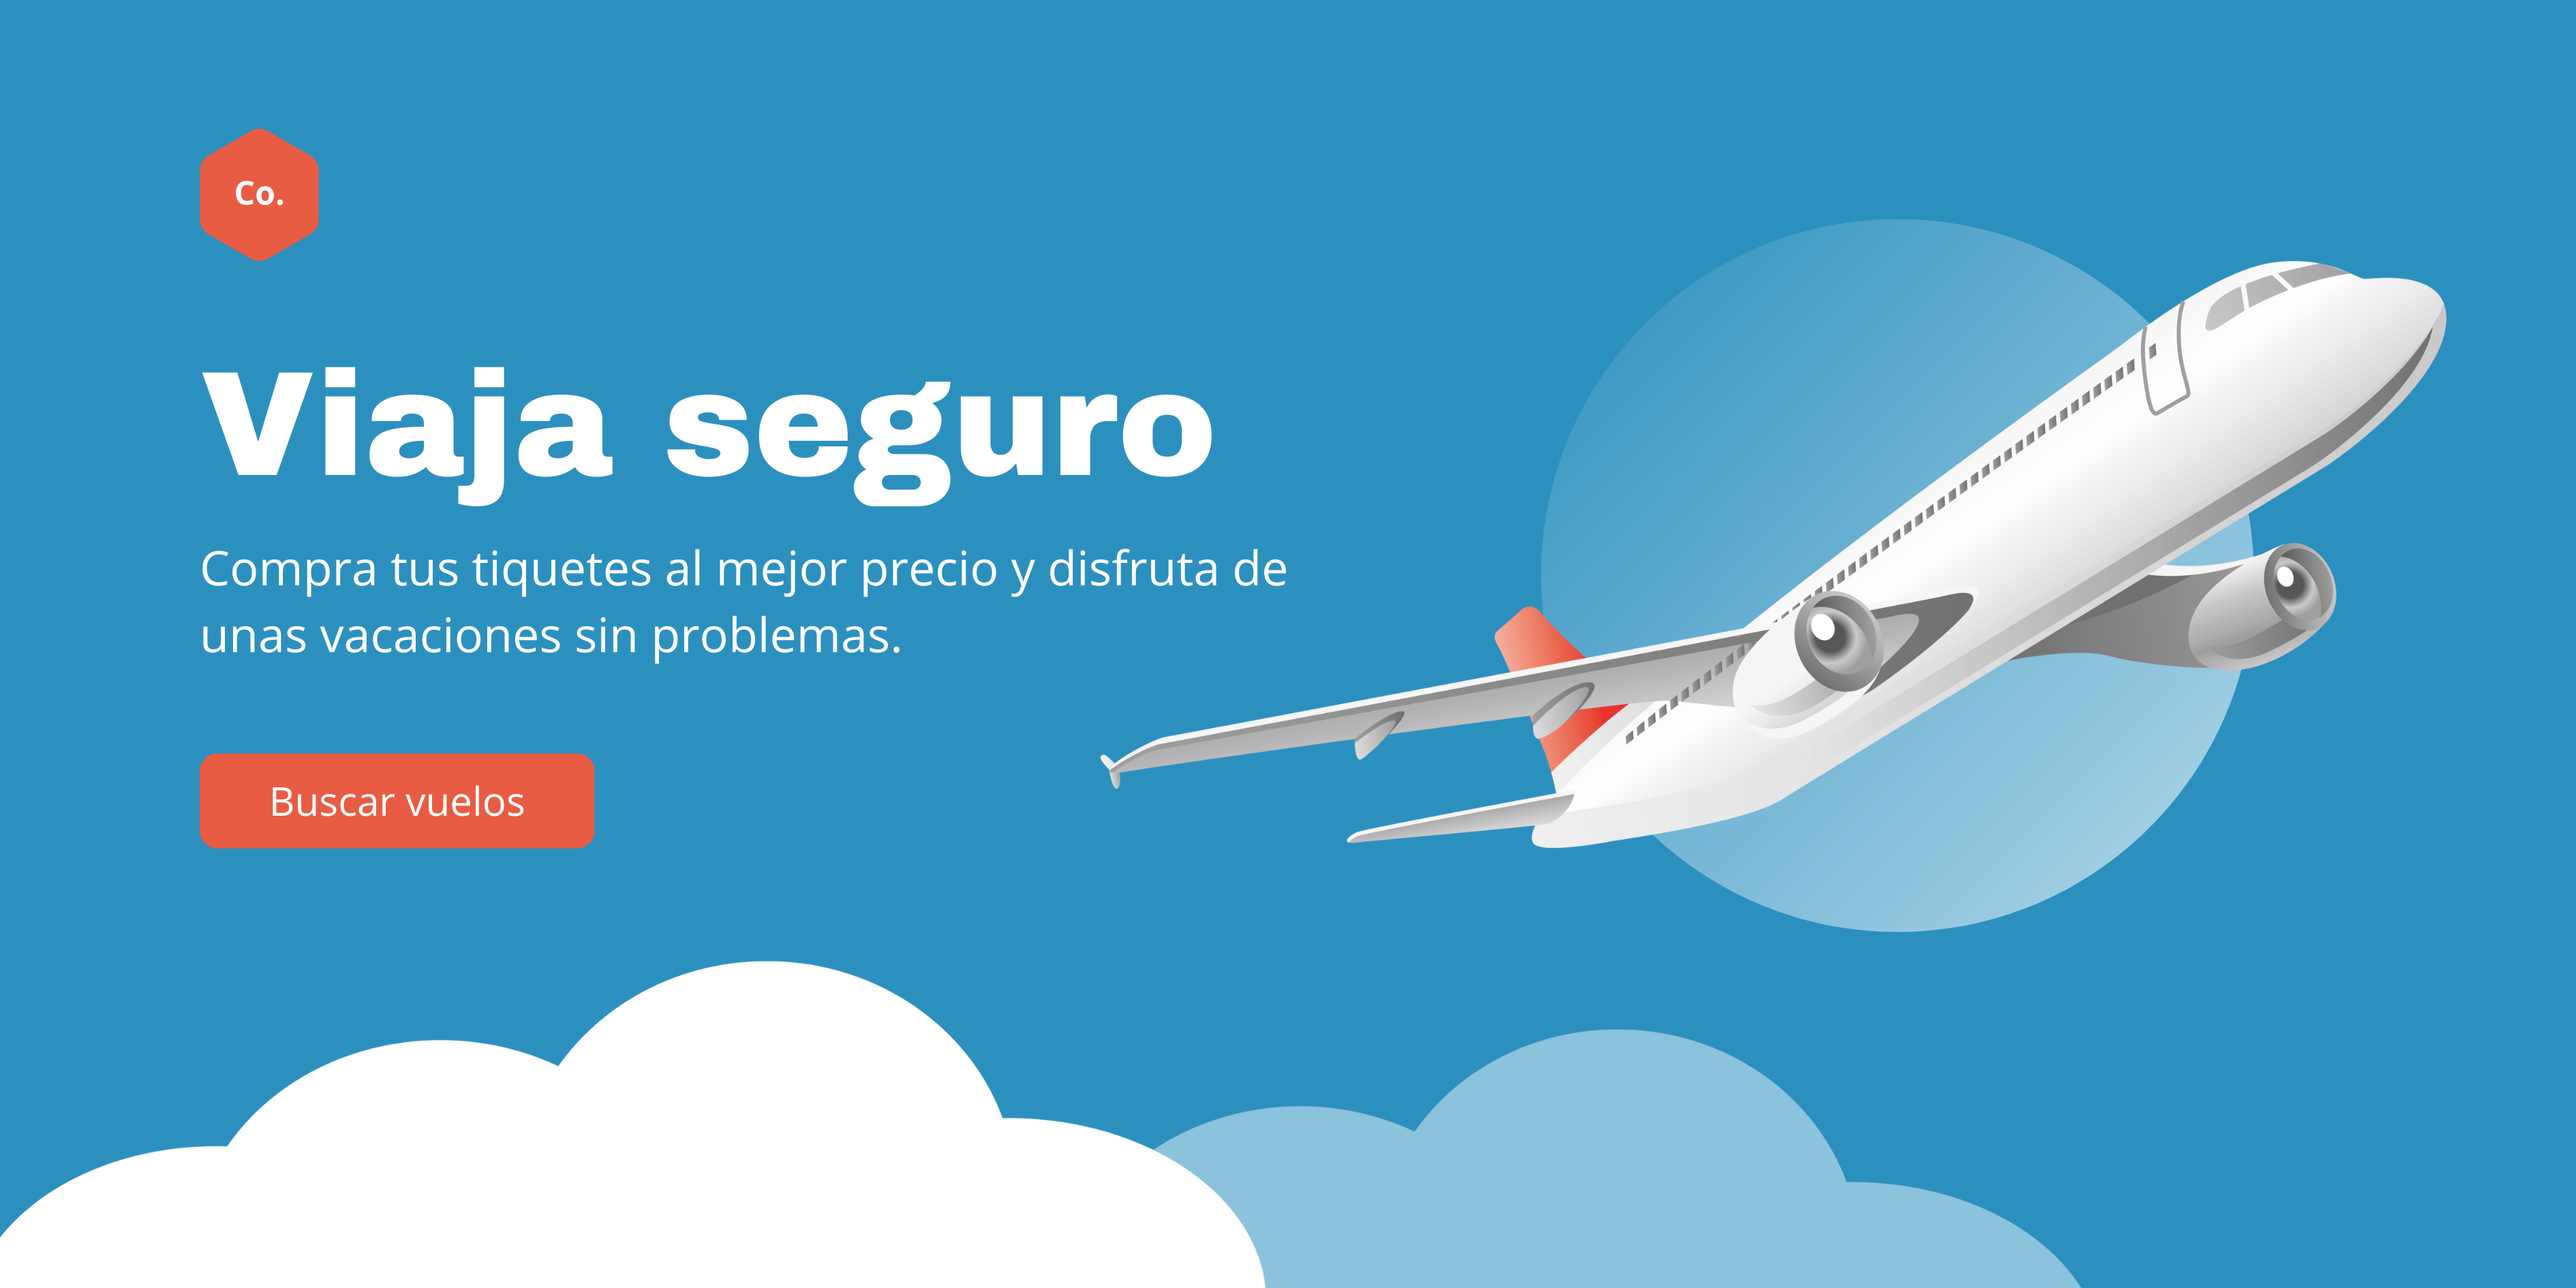 Co.
Viaja seguro
Compra tus tiquetes al mejor precio y disfruta de
unas vacaciones sin problemas.
Buscar vuelos